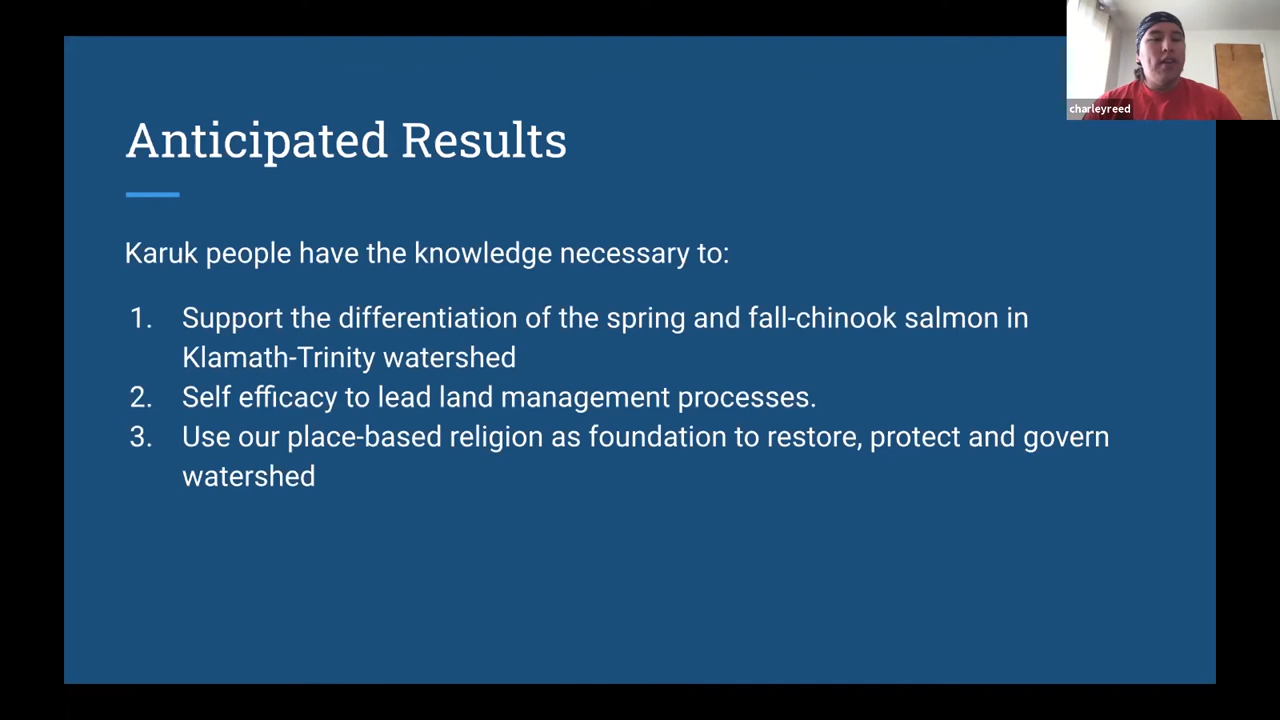 charleyreed
Anticipated Results
Karuk people have the knowledge necessary to:
1. Support the differentiation of the spring and fall-chinook salmon in
Klamath-Trinity watershed
2. Self efficacy to lead land management processes.
3. Use our place-based religion as foundation to restore, protect and govern
watershed